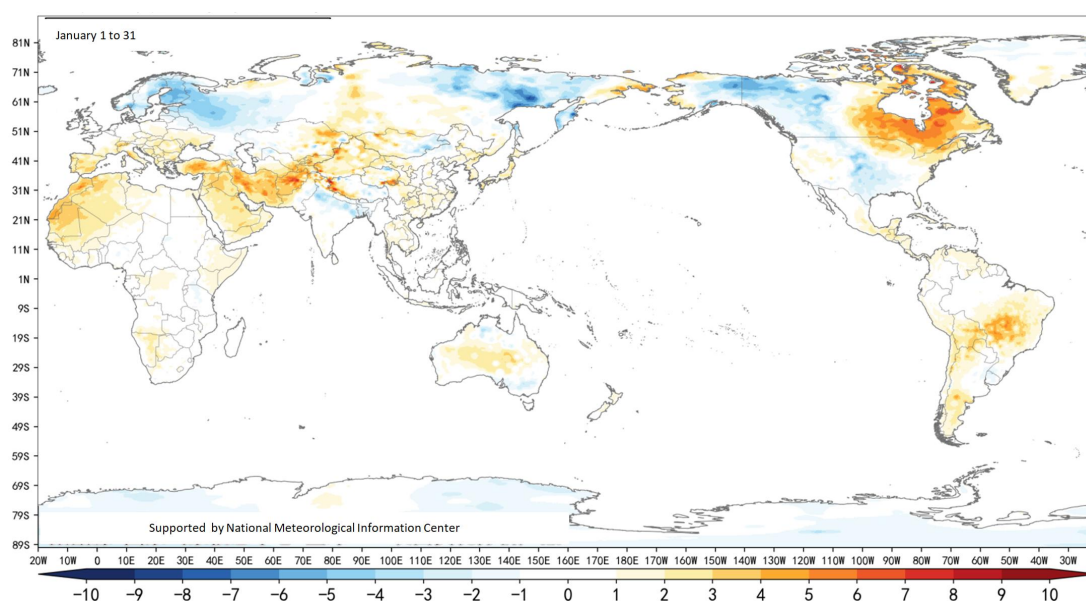 January 1 to 31
81N
71N
61N
51N
41N
31N
21N
11N
1N
9S
19S
29S
39S
49S
59S
69S
79S
89S
Supported by National Meteorological Information Center
20W 10W 0 10E 20E 30E 40E 50E 60E 70E 80E 90E 100E 110E 120E 130E 140E 150E 160E 170E 180E 170W 160W 150W 140W 130W 120W 110W 100W 90W 80W 70W 60W 50W 40W 30W
−10 −9 −8 −7 −6 −5 −4 −3 −2 −1 0 1 2 3 4 5 6 7 8 9 10